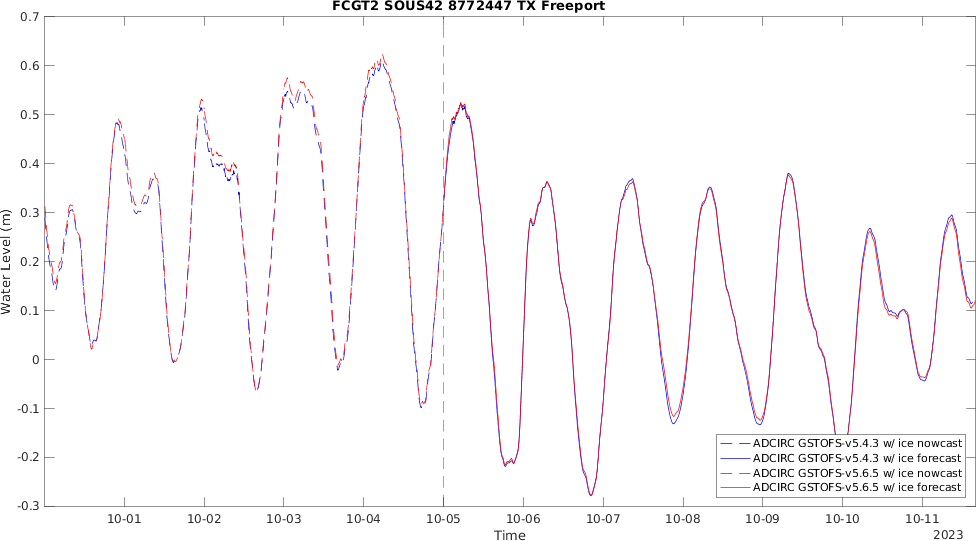 FCGT2 SOUS42 8772447 TX Freeport
Water Level (m)
0.7
0.6
0.5
0.4
0.3
0.2
0.1
0
-0.1
-0.2
-0.3
ADCIRC GSTOFS-v5.4.3 w/ ice nowcast
ADCIRC GSTOFS-v5.4.3 w/ ice forecast
ADCIRC GSTOFS-v5.6.5 w/ ice nowcast
ADCIRC GSTOFS-v5.6.5 w/ ice forecast
10-01 10-02 10-03 10-04 10-05 10-06 10-07 10-08 10-09 10-10 10-11
Time
2023